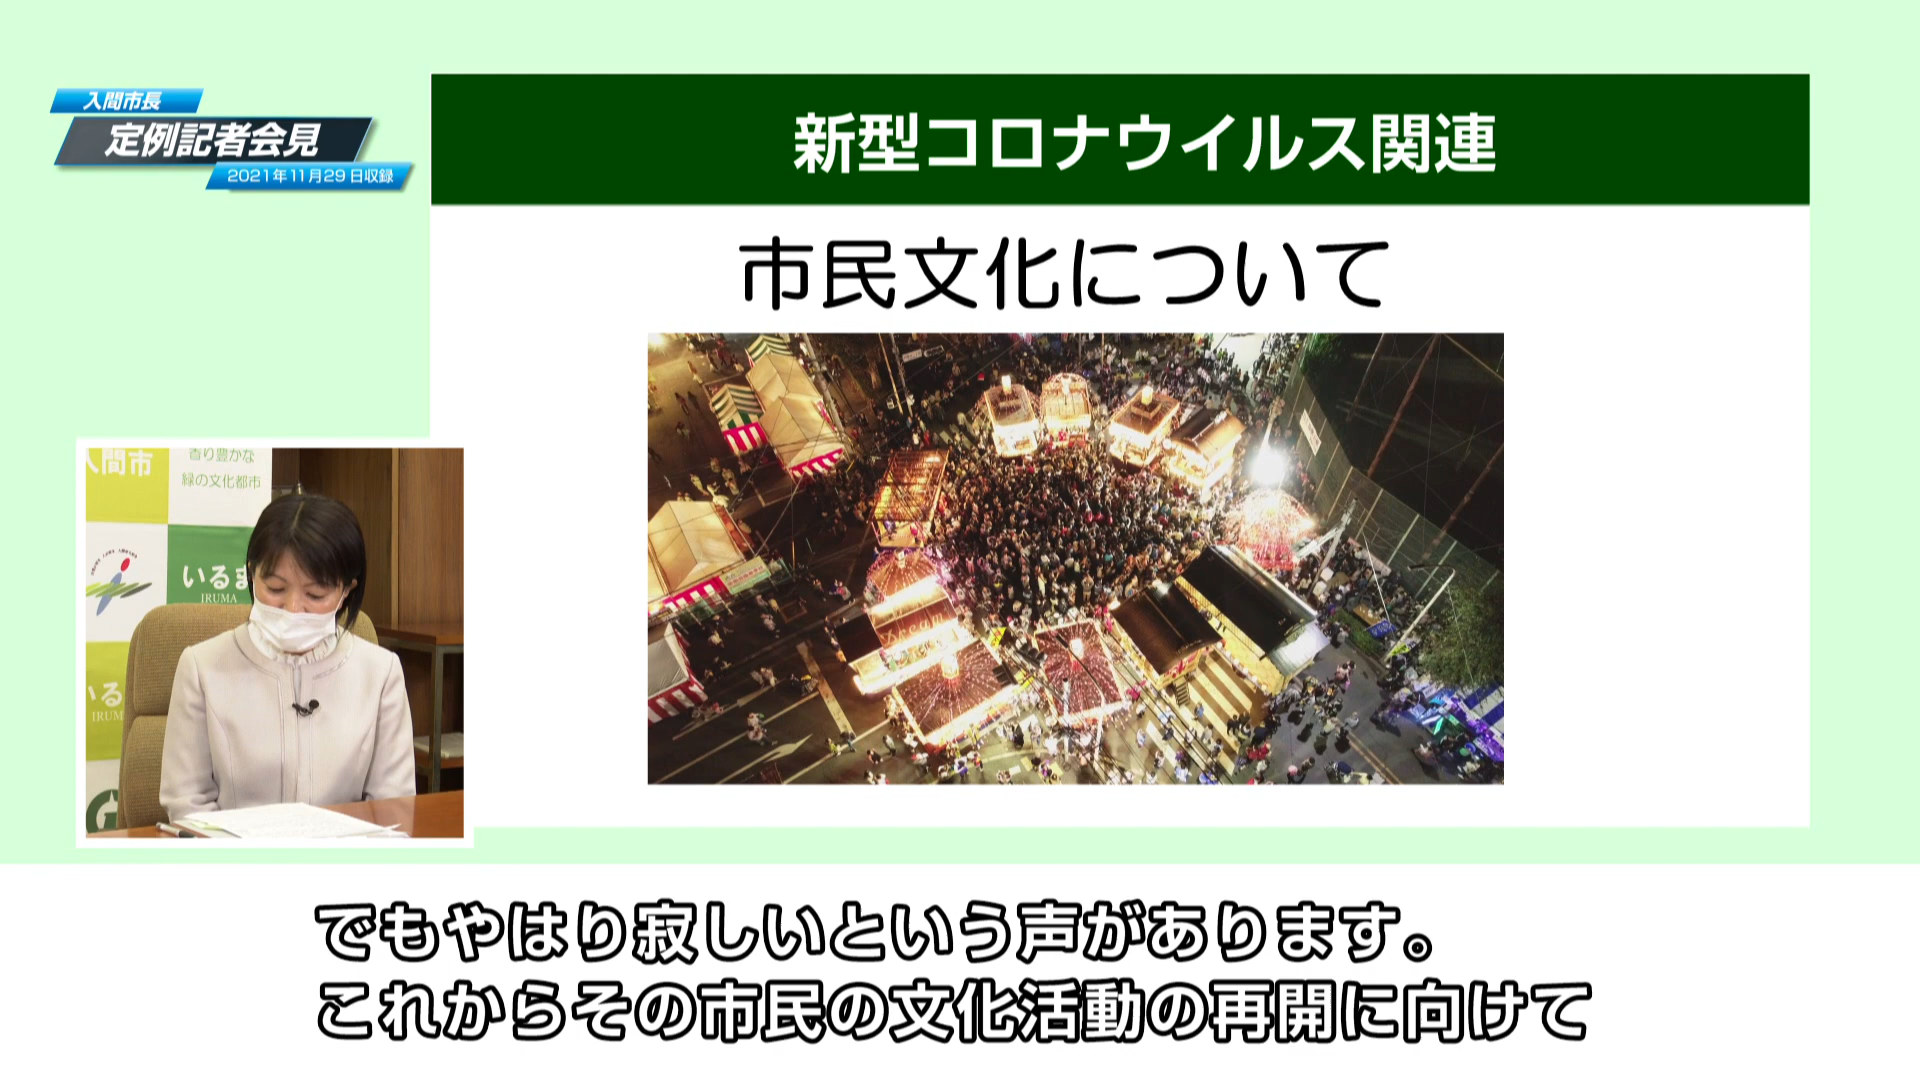 入間市長
定例記者会見
2021年11月29日収録
新型コロナウイルス関連
市民文化について
入間市
香り豊かな
緑の文化都市
いるま
IRUMA
いる
IRUM
でもやはり寂しいという声があります。
これからその市民の文化活動の再開に向けて